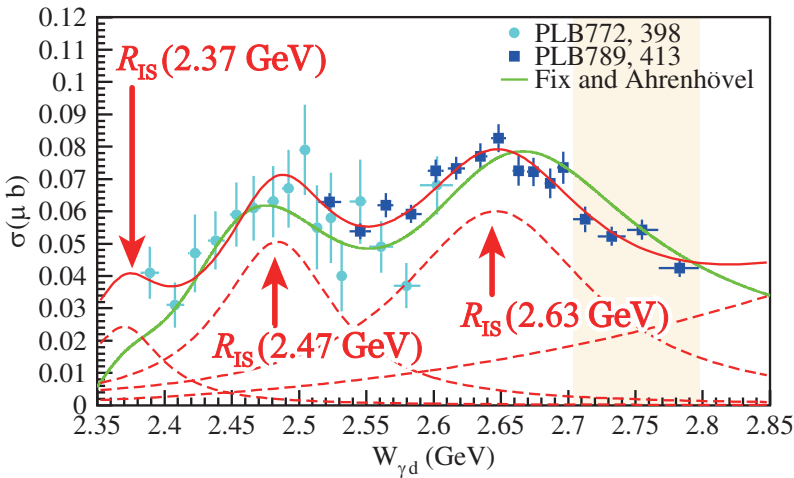 0.12
0.11
0.1
0.09
0.08
0.07
0.06
0.05
0.04
0.03
0.02
0.01
0
σ(μ b)
R_IS(2.37 GeV)
PLB772, 398
PLB789, 413
Fix and Ahrenhövel
R_IS(2.47 GeV)
R_IS(2.63 GeV)
2.35 2.4 2.45 2.5 2.55 2.6 2.65 2.7 2.75 2.8 2.85
W_γd (GeV)